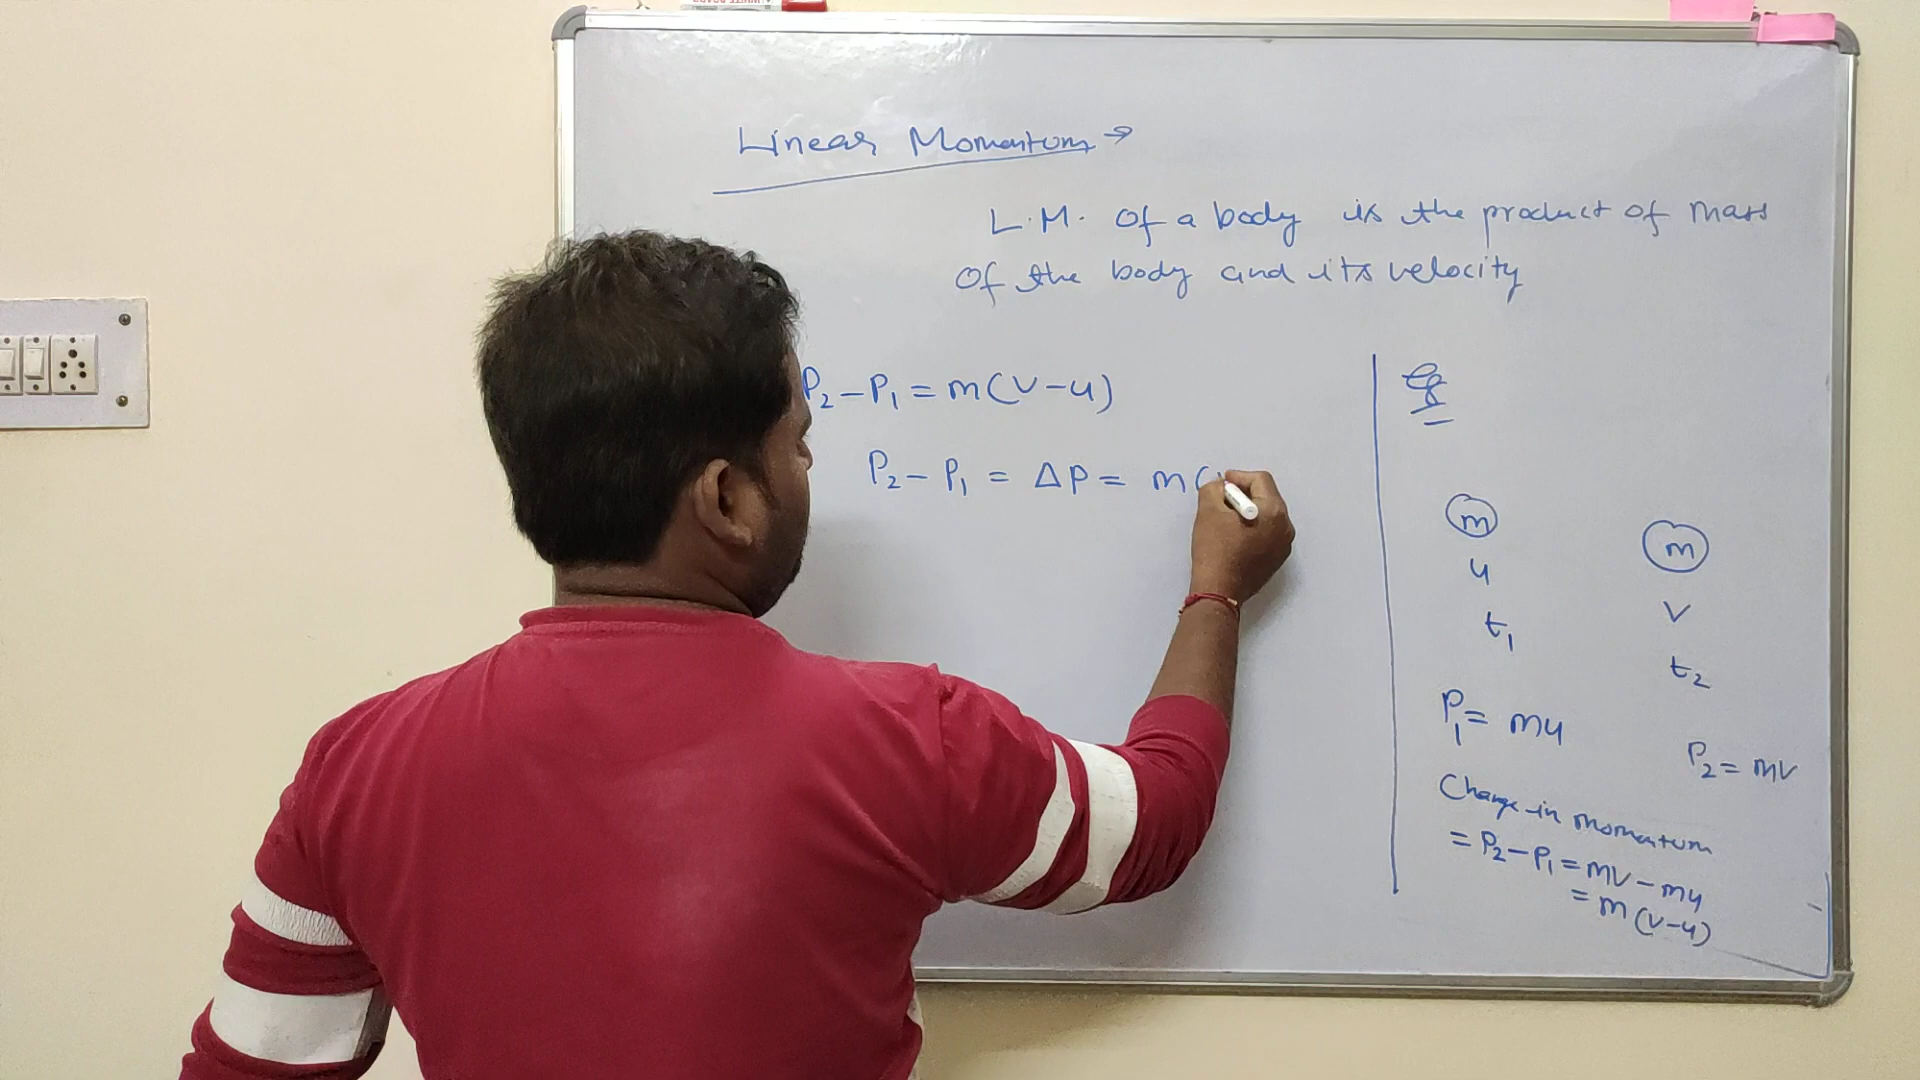 Linear Momentum →
L.M. Of a body is the product of mass
Of the body and its velocity
P₂ – P₁ = m(v – u)
P₂ – P₁ = ΔP = m(
Eg
m
u
t₁
P₁ = mu
m
v
t₂
P₂ = mv
Change in momentum
= P₂ – P₁ = mv – mu
= m(v – u)